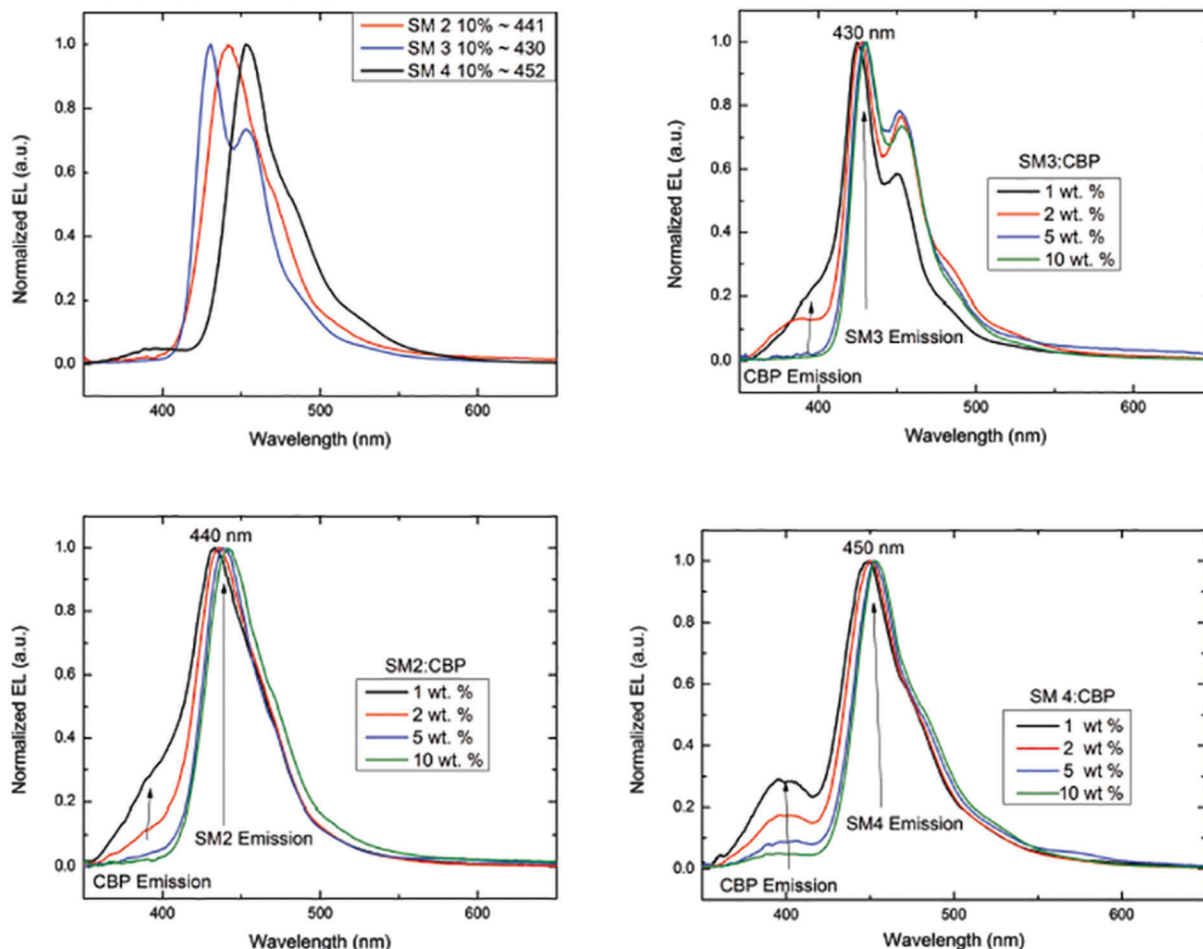 SM 2 10% ~ 441
SM 3 10% ~ 430
SM 4 10% ~ 452
1.0
0.8
0.6
0.4
0.2
0.0
Normalized EL (a.u.)
400
500
600
Wavelength (nm)
430 nm
1.0
0.8
0.6
0.4
0.2
0.0
Normalized EL (a.u.)
SM3:CBP
1 wt. %
2 wt. %
5 wt. %
10 wt. %
SM3 Emission
CBP Emission
400
500
600
Wavelength (nm)
440 nm
1.0
0.8
0.6
0.4
0.2
0.0
Normalized EL (a.u.)
SM2:CBP
1 wt. %
2 wt. %
5 wt. %
10 wt. %
SM2 Emission
CBP Emission
400
500
600
Wavelength (nm)
450 nm
1.0
0.8
0.6
0.4
0.2
0.0
Normalized EL (a.u.)
SM 4:CBP
1 wt %
2 wt %
5 wt %
10 wt %
SM4 Emission
CBP Emission
400
500
600
Wavelength (nm)